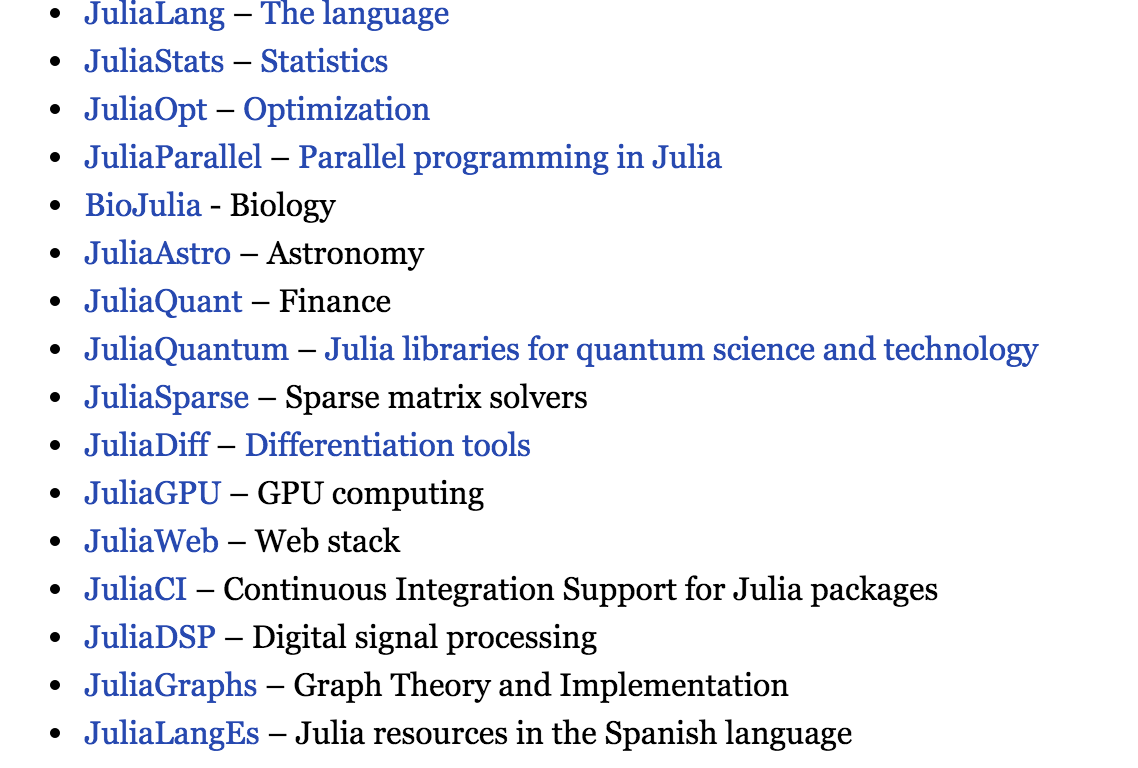 • JuliaLang – The language
• JuliaStats – Statistics
• JuliaOpt – Optimization
• JuliaParallel – Parallel programming in Julia
• BioJulia - Biology
• JuliaAstro – Astronomy
• JuliaQuant – Finance
• JuliaQuantum – Julia libraries for quantum science and technology
• JuliaSparse – Sparse matrix solvers
• JuliaDiff – Differentiation tools
• JuliaGPU – GPU computing
• JuliaWeb – Web stack
• JuliaCI – Continuous Integration Support for Julia packages
• JuliaDSP – Digital signal processing
• JuliaGraphs – Graph Theory and Implementation
• JuliaLangEs – Julia resources in the Spanish language